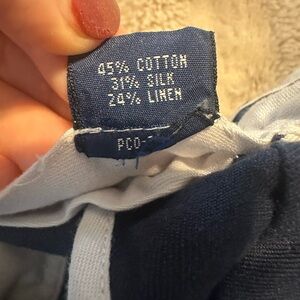 45% COTTON
31% SILK
24% LINEN
PCO-